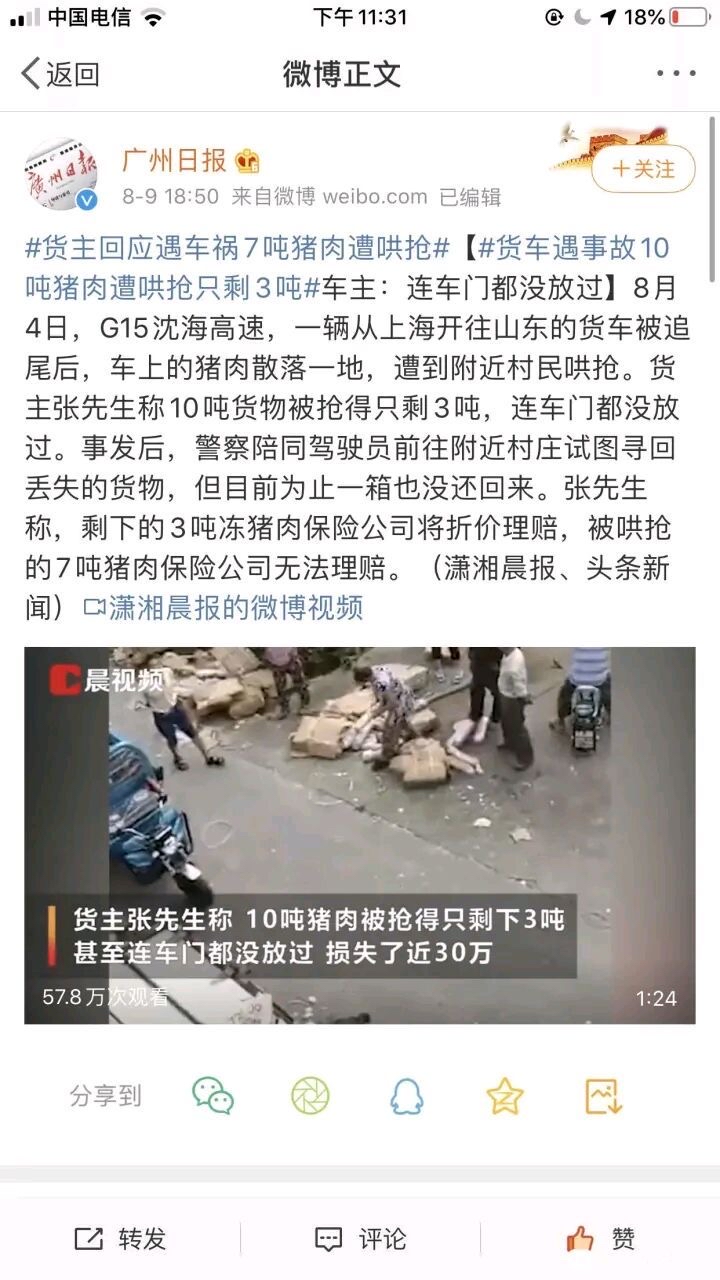 中国电信
下午11:31
18%
返回
微博正文
广州日报
+关注
8-9 18:50 来自微博 weibo.com 已编辑
#货主回应遇车祸7吨猪肉遭哄抢#【#货车遇事故10
吨猪肉遭哄抢只剩3吨#车主：连车门都没放过】8月
4日，G15沈海高速，一辆从上海开往山东的货车被追
尾后，车上的猪肉散落一地，遭到附近村民哄抢。货
主张先生称10吨货物被抢得只剩3吨，连车门都没放
过。事发后，警察陪同驾驶员前往附近村庄试图寻回
丢失的货物，但目前为止一箱也没还回来。张先生
称，剩下的3吨冻猪肉保险公司将折价理赔，被哄抢
的7吨猪肉保险公司无法理赔。（潇湘晨报、头条新
闻）潇湘晨报的微博视频
晨视频
货主张先生称 10吨猪肉被抢得只剩下3吨
甚至连车门都没放过 损失了近30万
57.8万次观看
1:24
分享到
转发
评论
赞